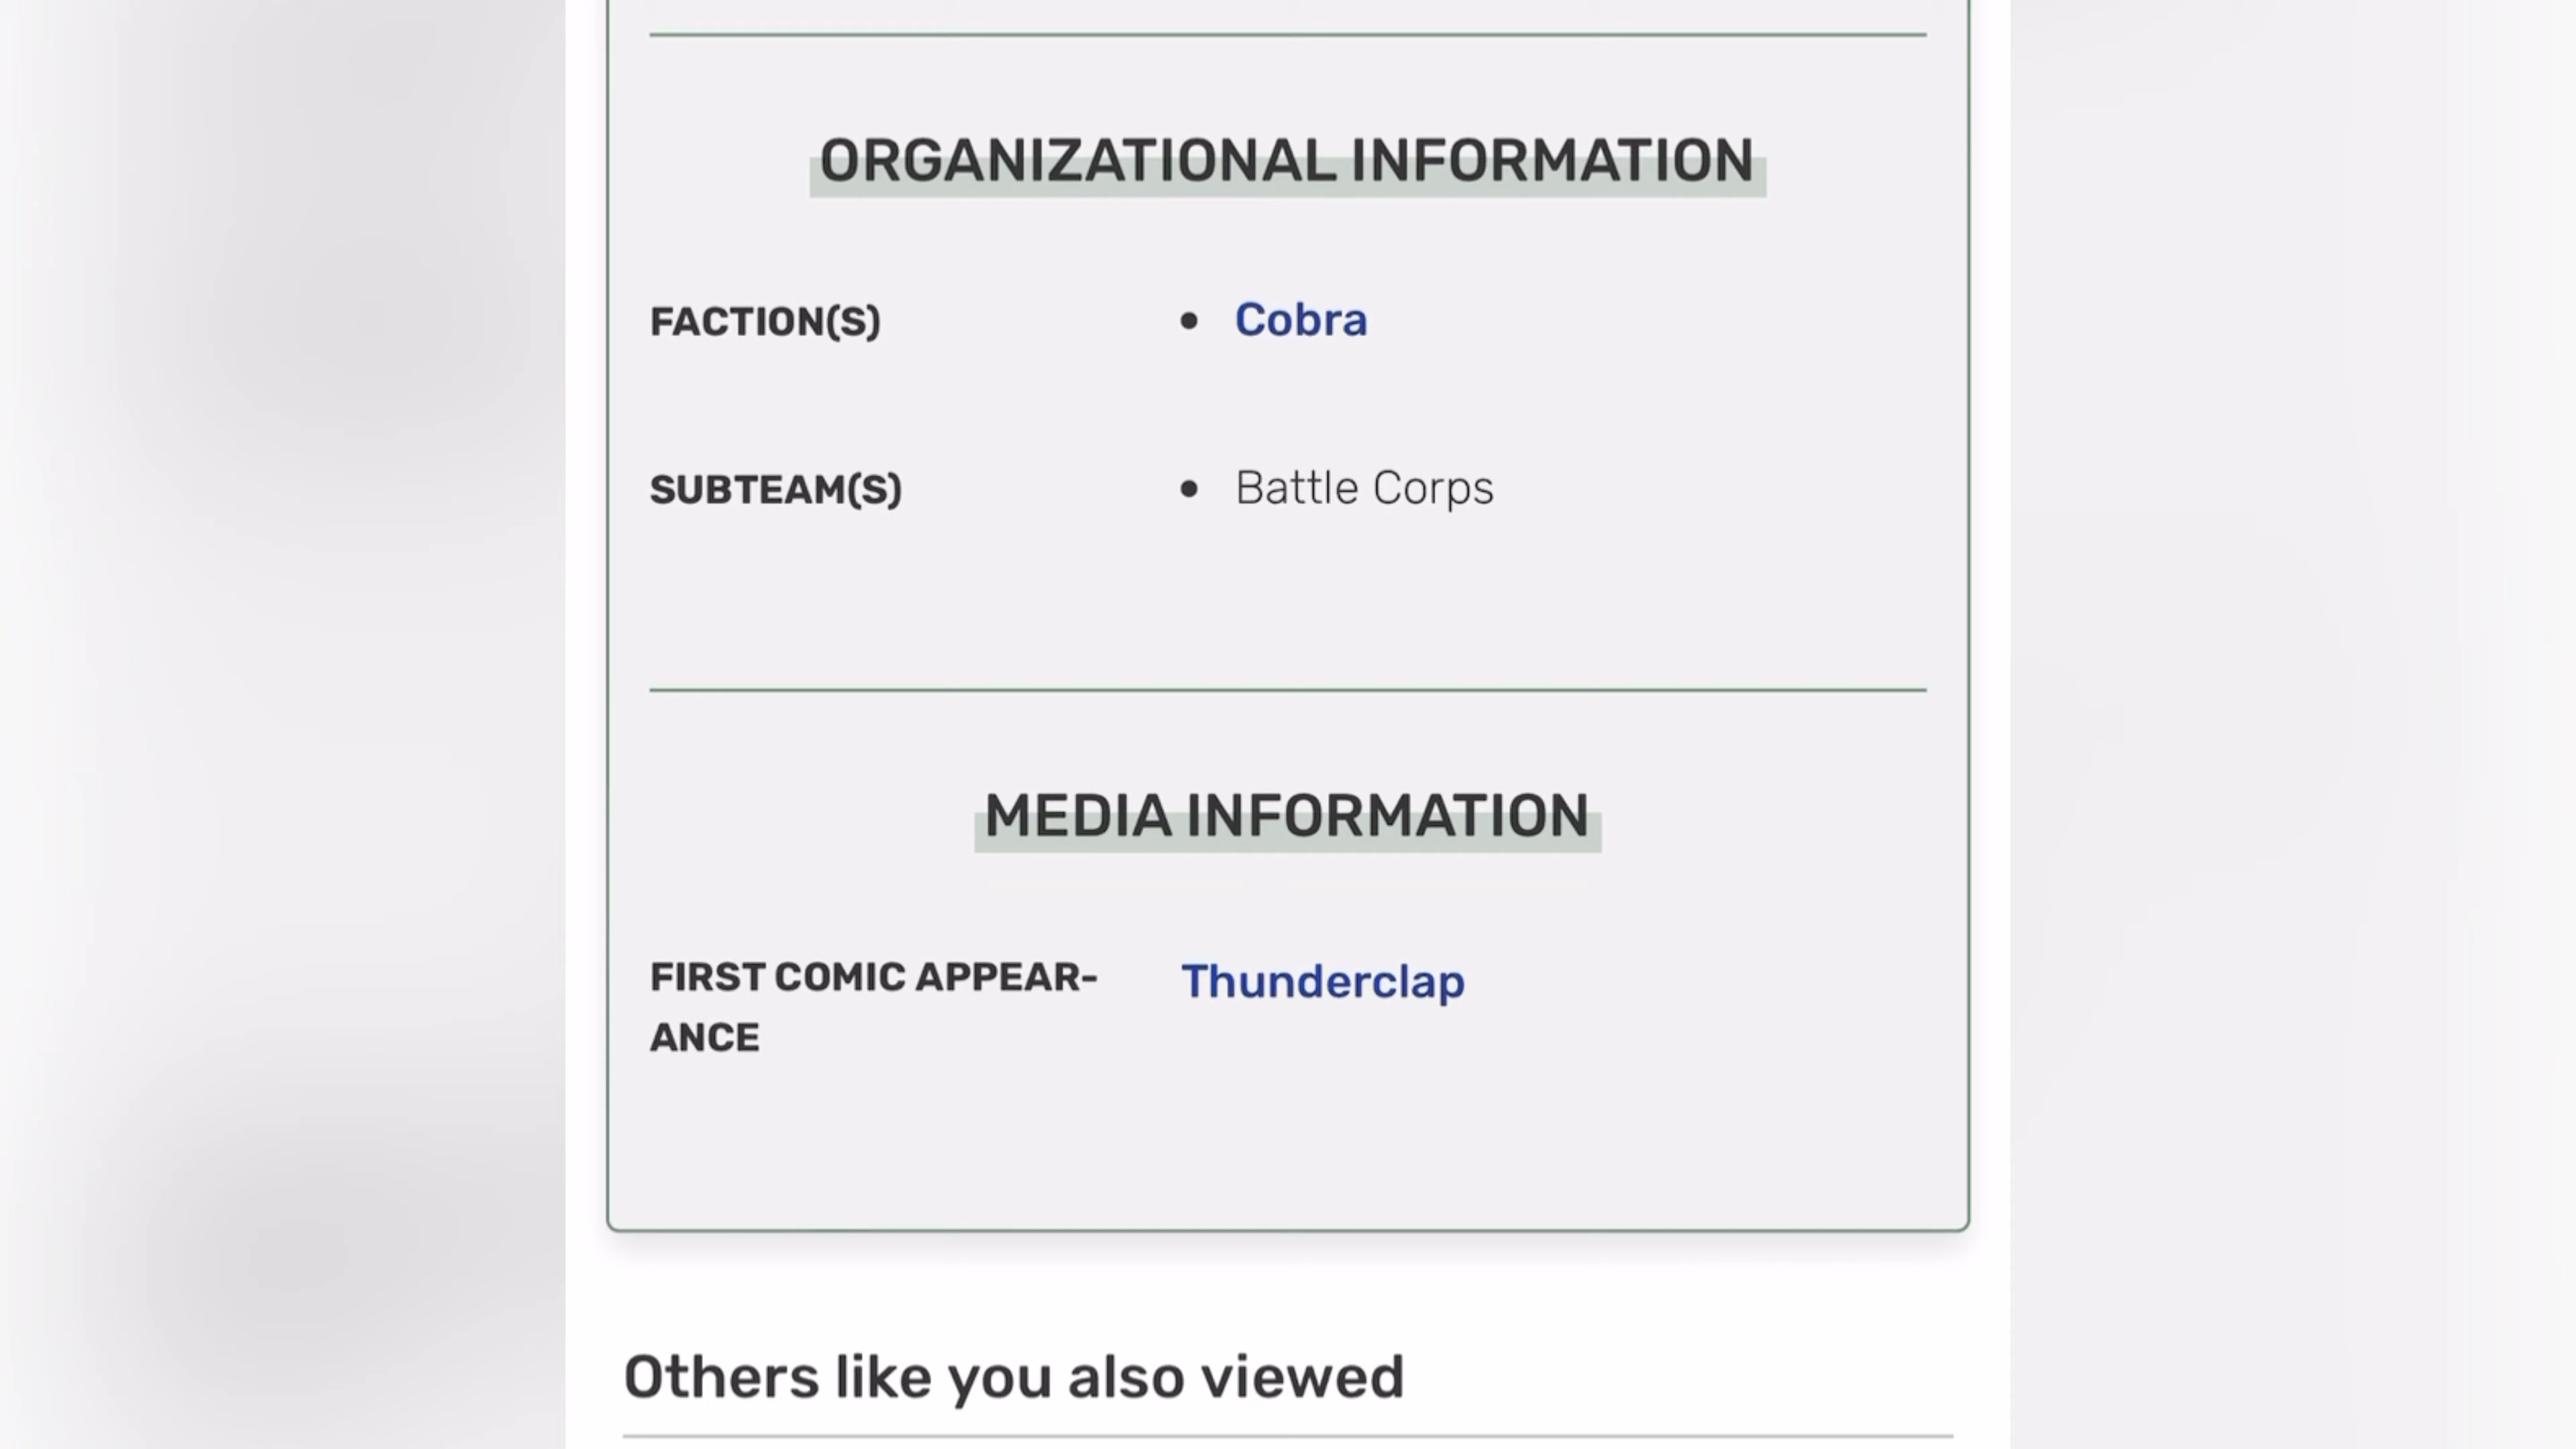 ORGANIZATIONAL INFORMATION
FACTION(S)
• Cobra
SUBTEAM(S)
• Battle Corps
MEDIA INFORMATION
FIRST COMIC APPEAR-
ANCE
Thunderclap
Others like you also viewed